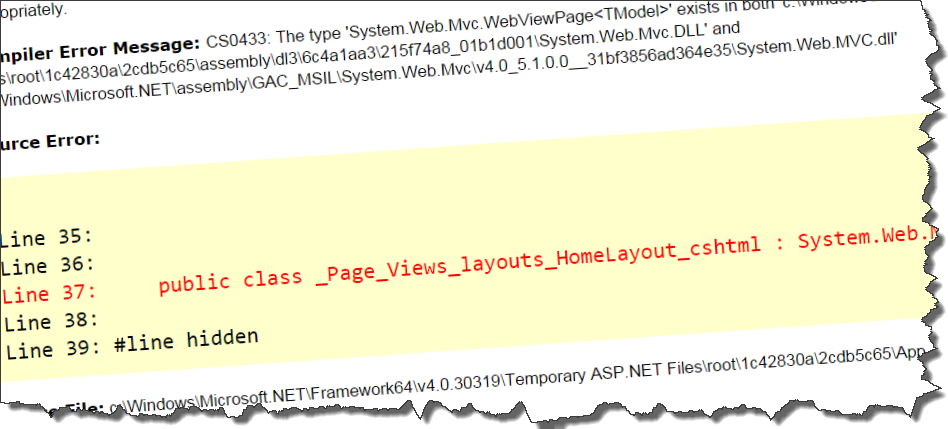 opriately.
mpiler Error Message: CS0433: The type 'System.Web.Mvc.WebViewPage<TModel>' exists in both 'c:\Windows
s\root\1c42830a\2cdb5c65\assembly\dl3\6c4a1aa3\215f74a8_01b1d001\System.Web.Mvc.DLL' and
Windows\Microsoft.NET\assembly\GAC_MSIL\System.Web.Mvc\v4.0_5.1.0.0__31bf3856ad364e35\System.Web.MVC.dll'
urce Error:
Line 35:
Line 36:
Line 37:     public class _Page_Views_layouts_HomeLayout_cshtml : System.Web.
Line 38:
Line 39: #line hidden
File: c:\Windows\Microsoft.NET\Framework64\v4.0.30319\Temporary ASP.NET Files\root\1c42830a\2cdb5c65\App